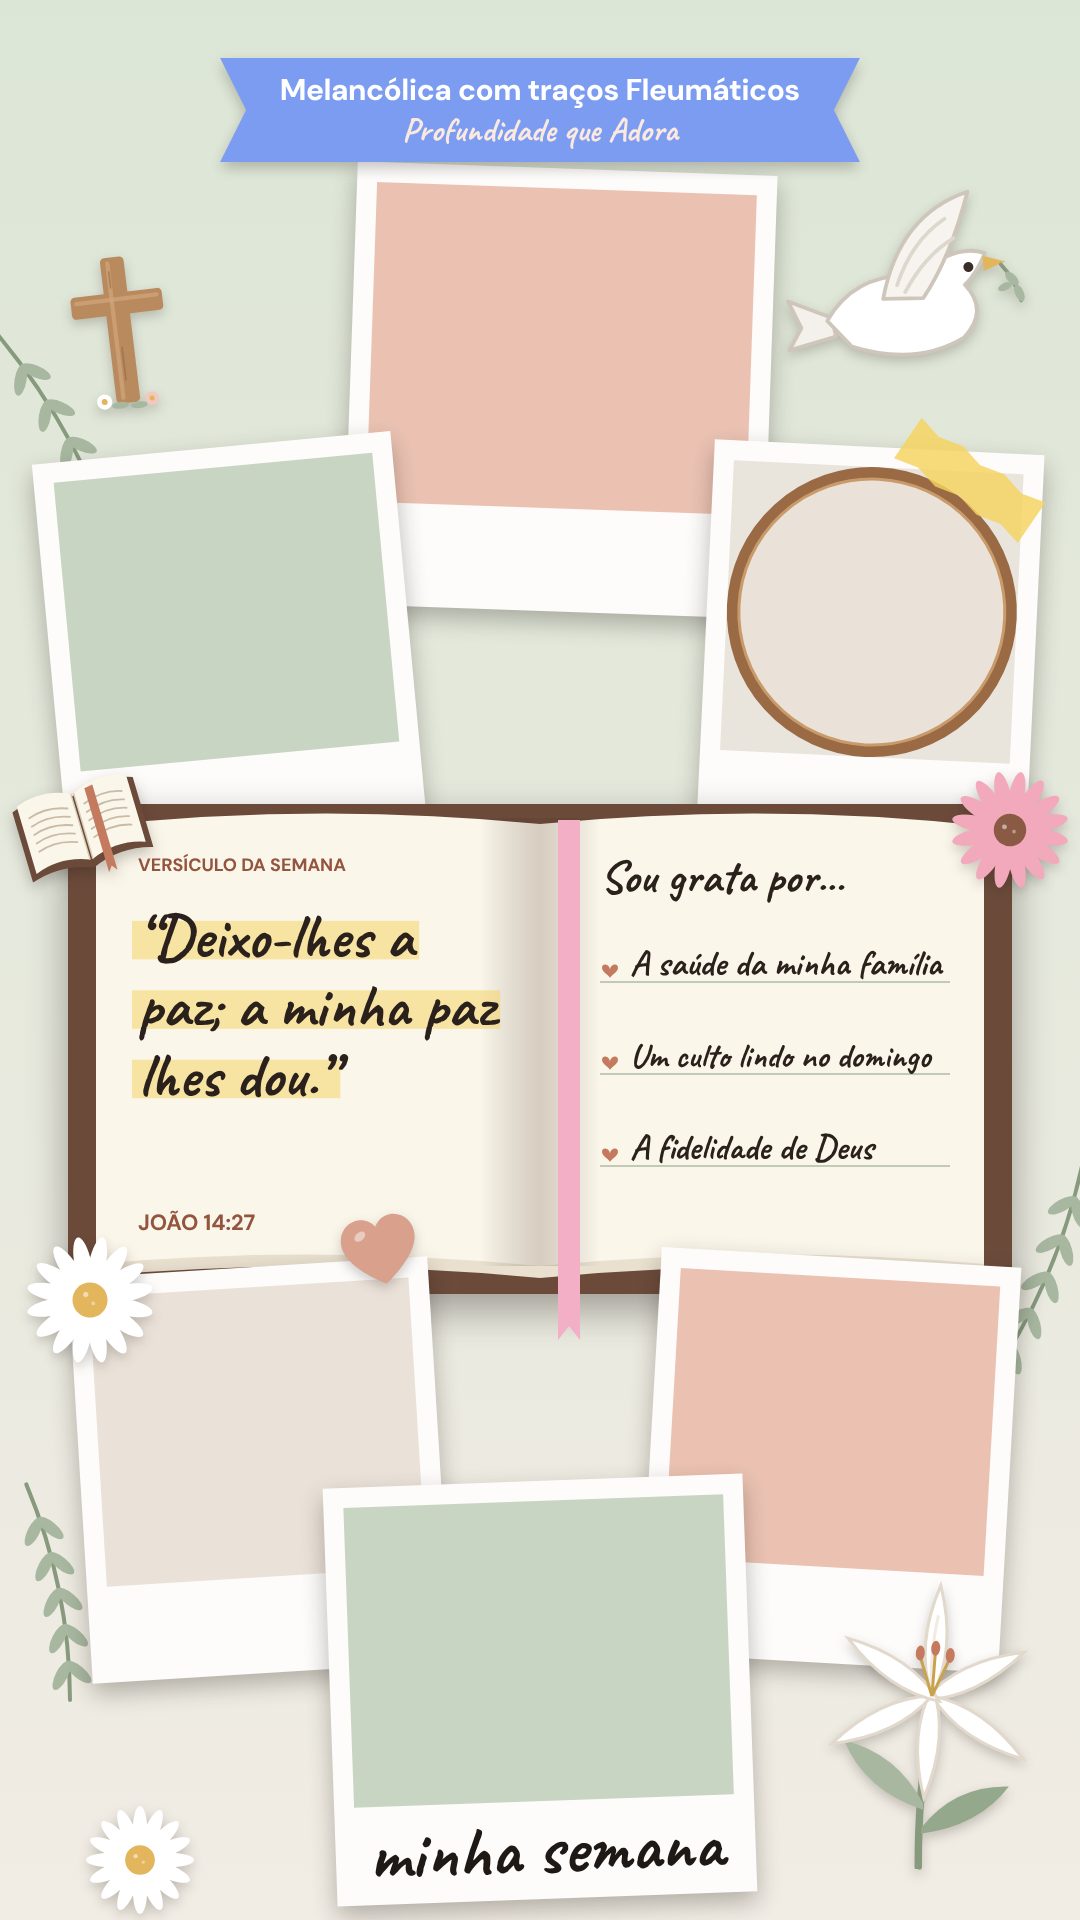 Melancólica com traços Fleumáticos
Profundidade que Adora
VERSÍCULO DA SEMANA
“Deixo-lhes a
paz; a minha paz
lhes dou.”
JOÃO 14:27
Sou grata por...
A saúde da minha família
Um culto lindo no domingo
A fidelidade de Deus
minha semana